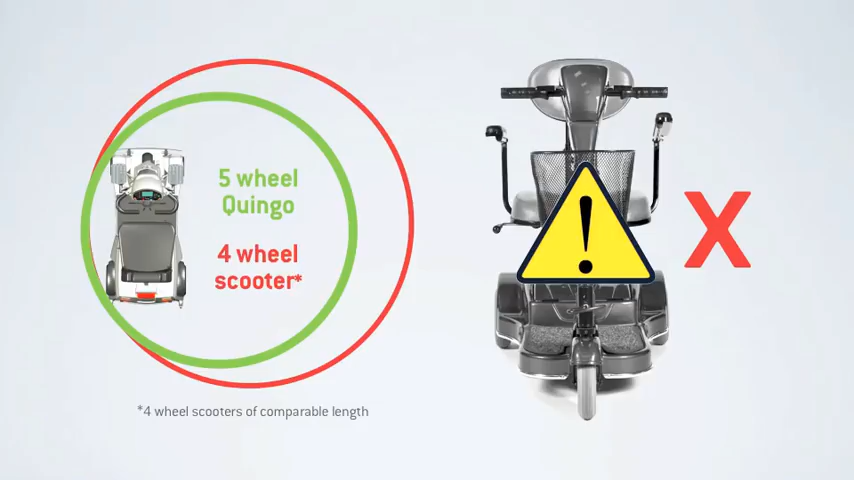 5 wheel
Quingo
4 wheel
scooter*
*4 wheel scooters of comparable length
!
X